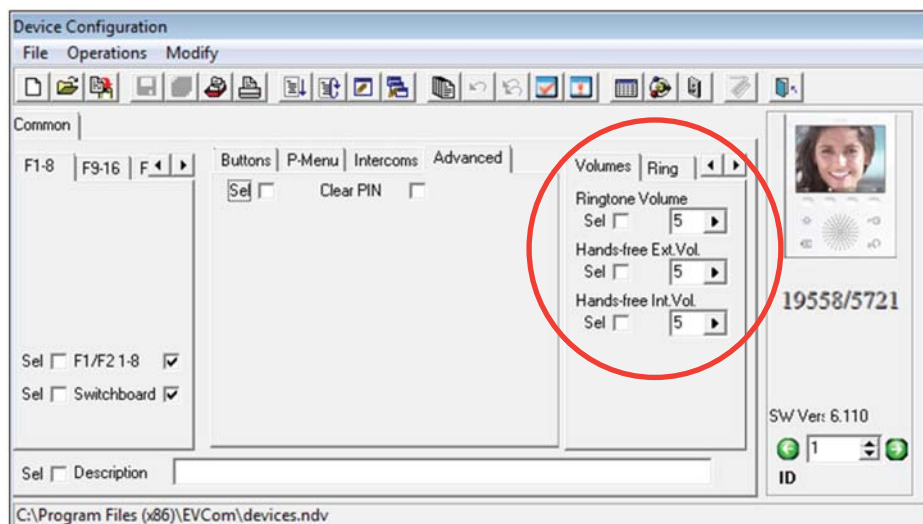 Device Configuration
File Operations Modify
Common
F1-8 F9-16 F
Buttons P-Menu Intercoms Advanced
Volumes Ring
Sel Clear PIN
Ringtone Volume
Sel 5
Hands-free Ext.Vol.
Sel 5
Hands-free Int.Vol.
Sel 5
Sel F1/F2 1-8
Sel Switchboard
Sel Description
19558/5721
SW Ver: 6.110
1
ID
C:\Program Files (x86)\EVCom\devices.ndv